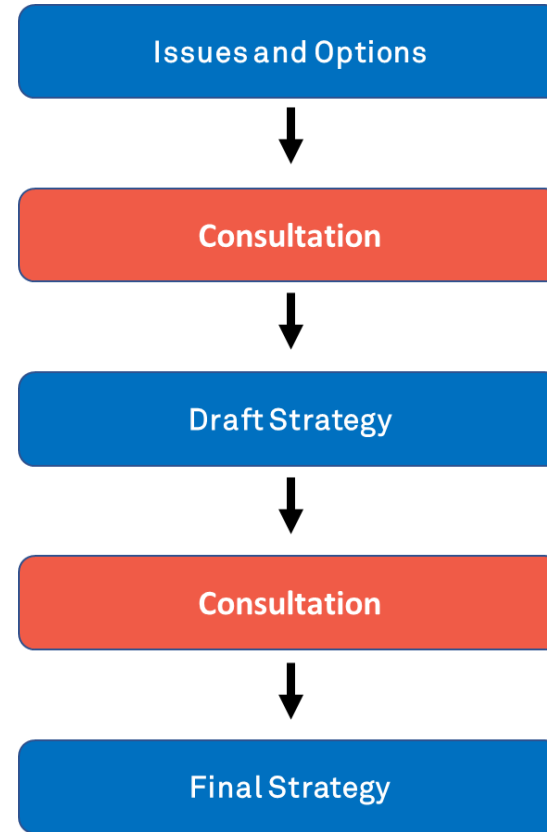 Issues and Options
Consultation
Draft Strategy
Consultation
Final Strategy